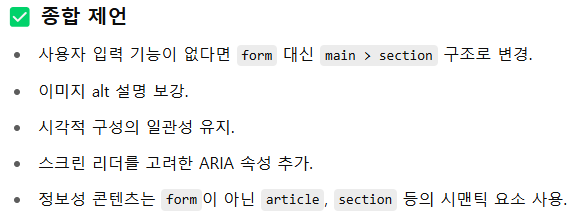 ✅ 종합 제언
• 사용자 입력 기능이 없다면 form 대신 main > section 구조로 변경.
• 이미지 alt 설명 보강.
• 시각적 구성의 일관성 유지.
• 스크린 리더를 고려한 ARIA 속성 추가.
• 정보성 콘텐츠는 form이 아닌 article, section 등의 시맨틱 요소 사용.